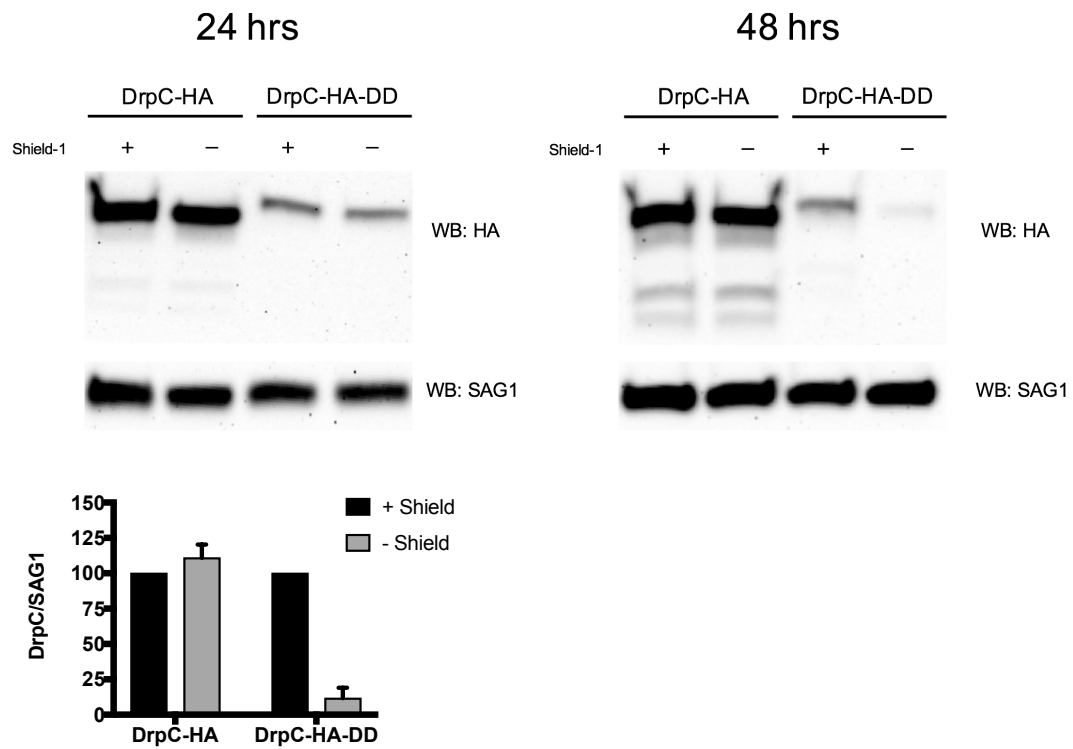 24 hrs
48 hrs
DrpC-HA DrpC-HA-DD
DrpC-HA DrpC-HA-DD
Shield-1 + – + –
Shield-1 + – + –
WB: HA
WB: HA
WB: SAG1
WB: SAG1
150
125
100
75
50
25
0
DrpC/SAG1
+ Shield
- Shield
DrpC-HA DrpC-HA-DD